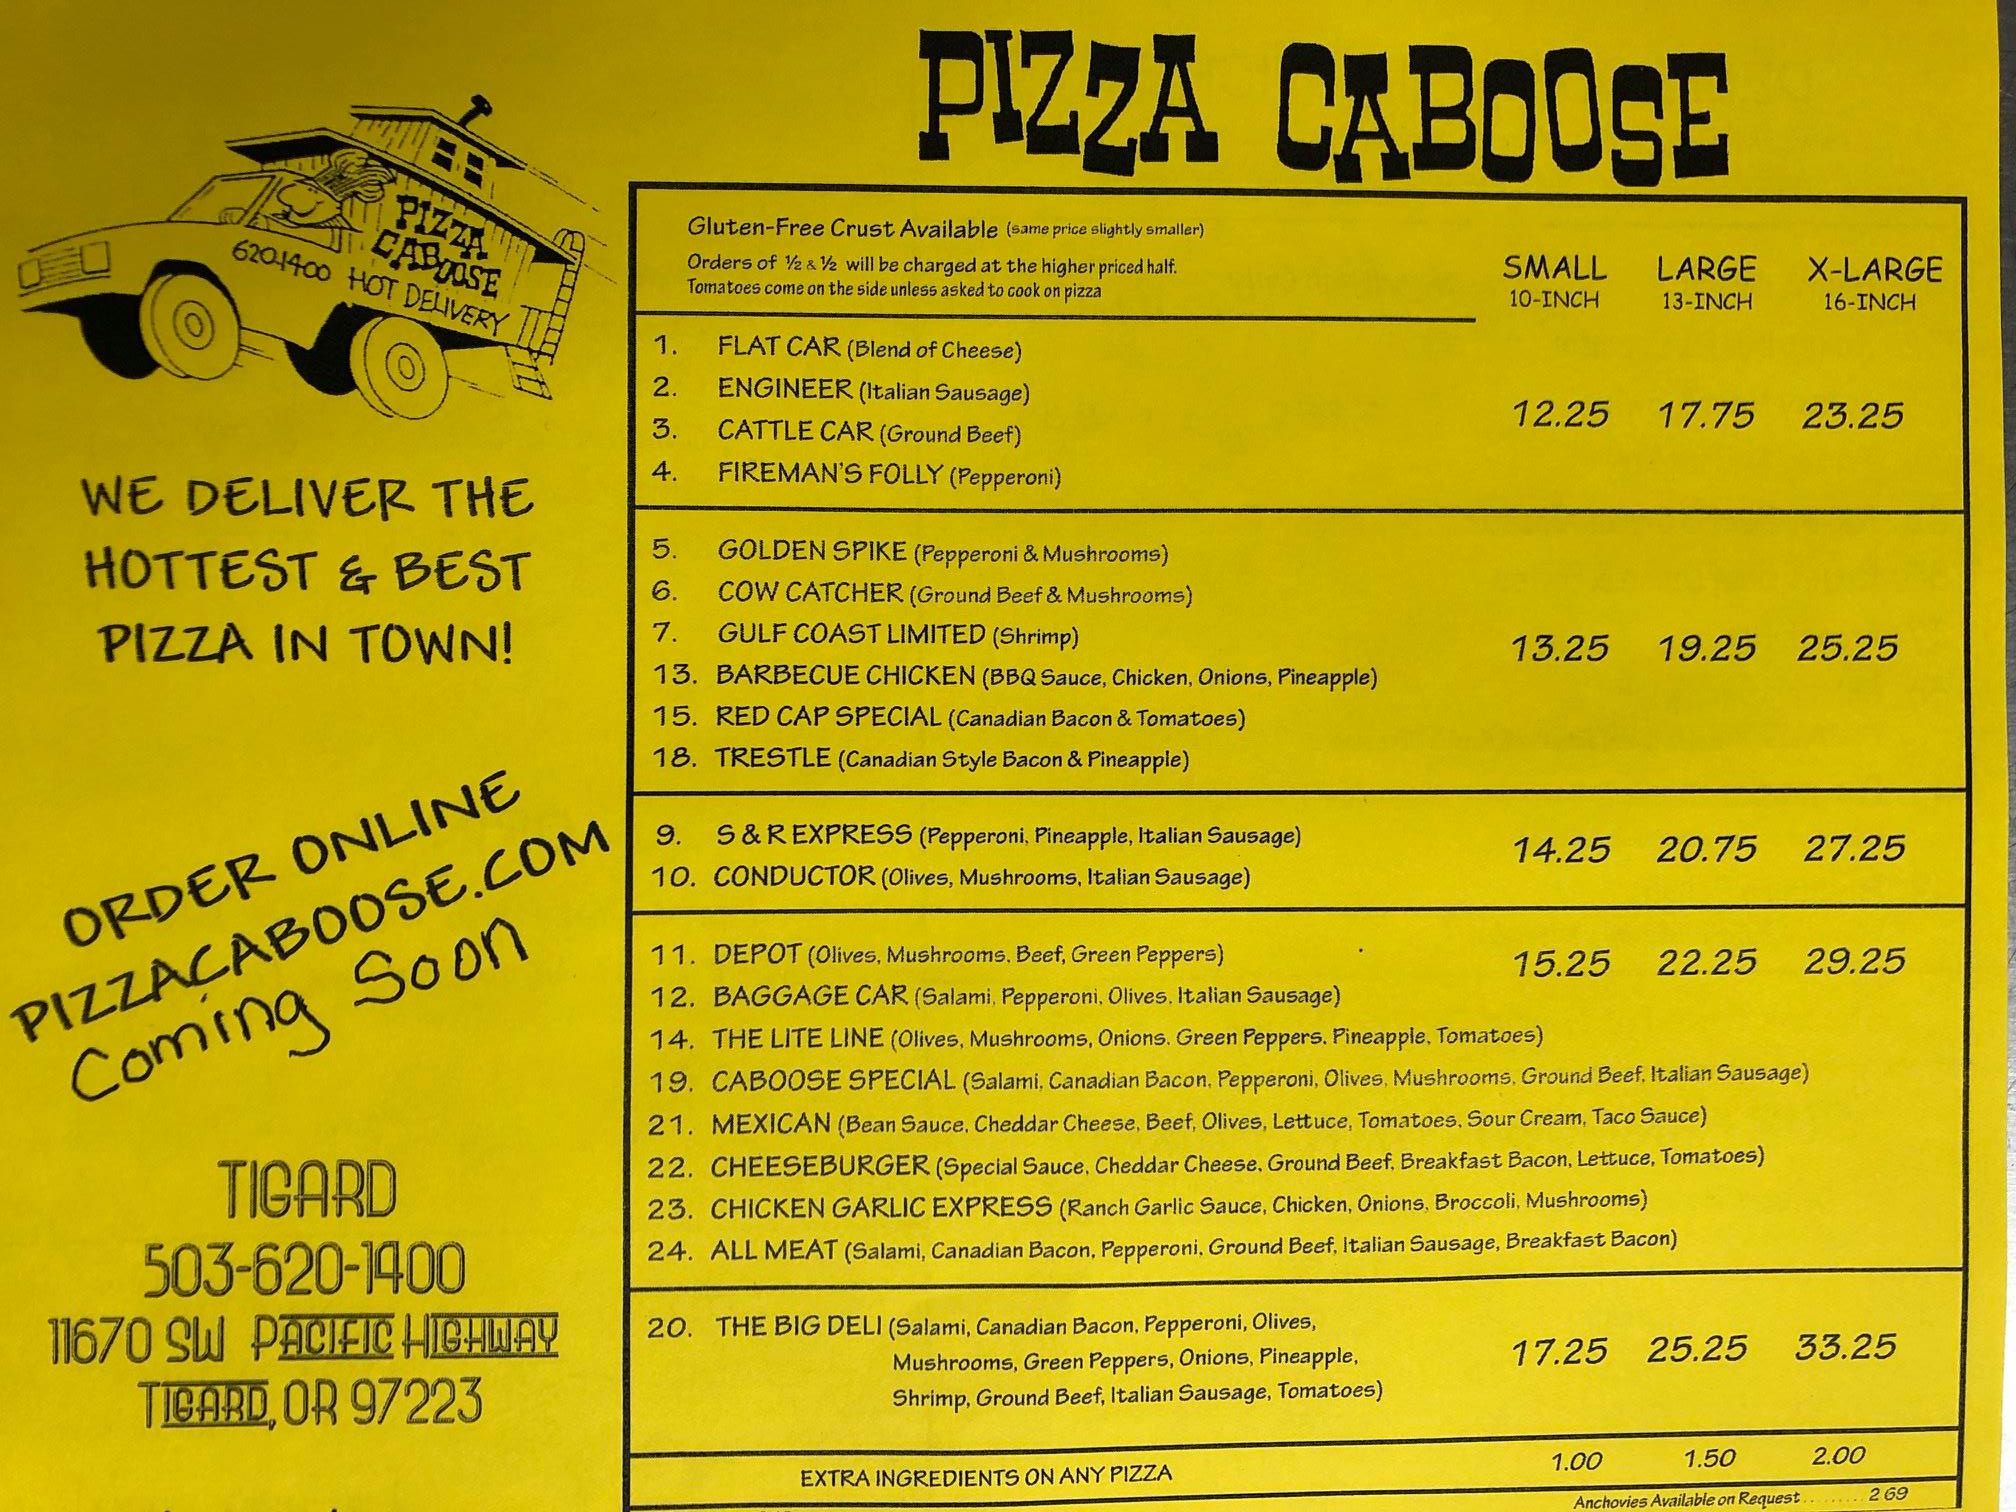 PIZZA CABOOSE
PIZZA
CABOOSE
620-1400 HOT DELIVERY
WE DELIVER THE
HOTTEST & BEST
PIZZA IN TOWN!
ORDER ONLINE
PIZZACABOOSE.COM
Coming Soon
TIGARD
503-620-1400
11670 SW PACIFIC HIGHWAY
TIGARD, OR 97223
Gluten-Free Crust Available (same price slightly smaller)
Orders of ½ & ½ will be charged at the higher priced half.
Tomatoes come on the side unless asked to cook on pizza
SMALL LARGE X-LARGE
10-INCH 13-INCH 16-INCH
1. FLAT CAR (Blend of Cheese)
2. ENGINEER (Italian Sausage)
3. CATTLE CAR (Ground Beef)
4. FIREMAN'S FOLLY (Pepperoni)
12.25 17.75 23.25
5. GOLDEN SPIKE (Pepperoni & Mushrooms)
6. COW CATCHER (Ground Beef & Mushrooms)
7. GULF COAST LIMITED (Shrimp)
13. BARBECUE CHICKEN (BBQ Sauce, Chicken, Onions, Pineapple)
15. RED CAP SPECIAL (Canadian Bacon & Tomatoes)
18. TRESTLE (Canadian Style Bacon & Pineapple)
13.25 19.25 25.25
9. S & R EXPRESS (Pepperoni, Pineapple, Italian Sausage)
10. CONDUCTOR (Olives, Mushrooms, Italian Sausage)
14.25 20.75 27.25
11. DEPOT (Olives, Mushrooms, Beef, Green Peppers) 15.25 22.25 29.25
12. BAGGAGE CAR (Salami, Pepperoni, Olives, Italian Sausage)
14. THE LITE LINE (Olives, Mushrooms, Onions, Green Peppers, Pineapple, Tomatoes)
19. CABOOSE SPECIAL (Salami, Canadian Bacon, Pepperoni, Olives, Mushrooms, Ground Beef, Italian Sausage)
21. MEXICAN (Bean Sauce, Cheddar Cheese, Beef, Olives, Lettuce, Tomatoes, Sour Cream, Taco Sauce)
22. CHEESEBURGER (Special Sauce, Cheddar Cheese, Ground Beef, Breakfast Bacon, Lettuce, Tomatoes)
23. CHICKEN GARLIC EXPRESS (Ranch Garlic Sauce, Chicken, Onions, Broccoli, Mushrooms)
24. ALL MEAT (Salami, Canadian Bacon, Pepperoni, Ground Beef, Italian Sausage, Breakfast Bacon)
20. THE BIG DELI (Salami, Canadian Bacon, Pepperoni, Olives,
Mushrooms, Green Peppers, Onions, Pineapple,
Shrimp, Ground Beef, Italian Sausage, Tomatoes)
17.25 25.25 33.25
EXTRA INGREDIENTS ON ANY PIZZA 1.00 1.50 2.00
Anchovies Available on Request.........2 69